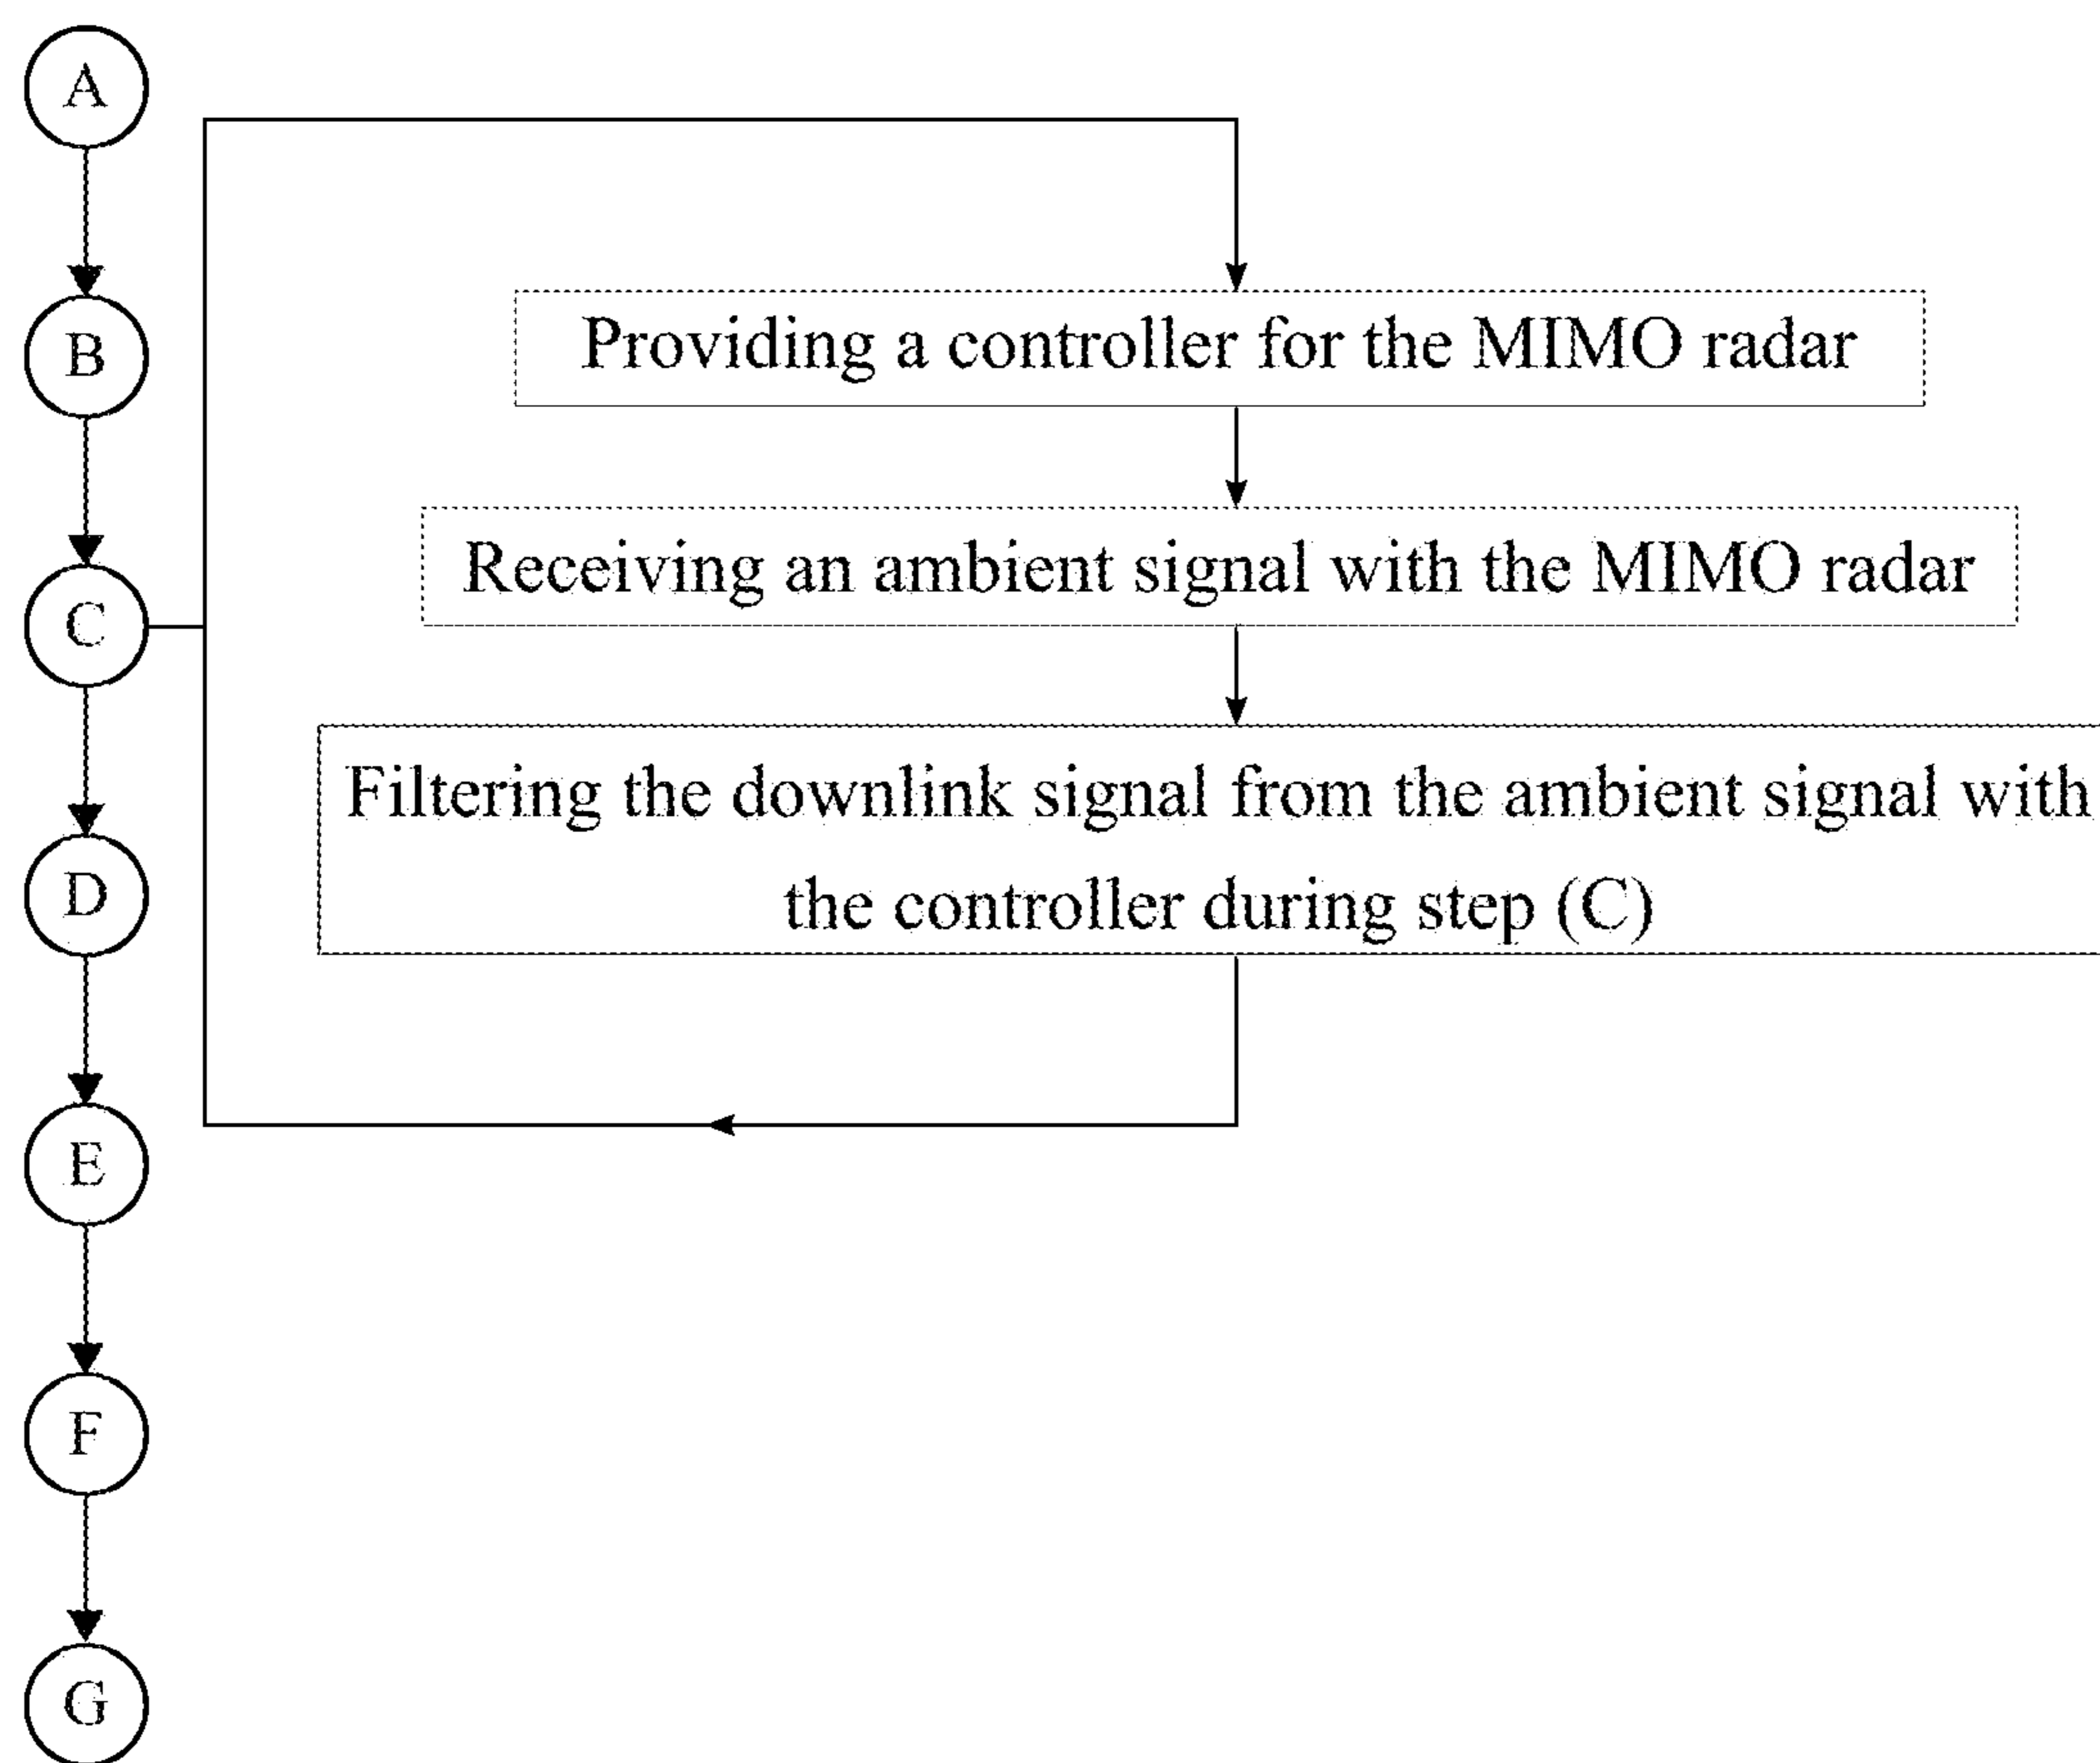 A
B
C
D
E
F
G
Providing a controller for the MIMO radar
Receiving an ambient signal with the MIMO radar
Filtering the downlink signal from the ambient signal with
the controller during step (C)